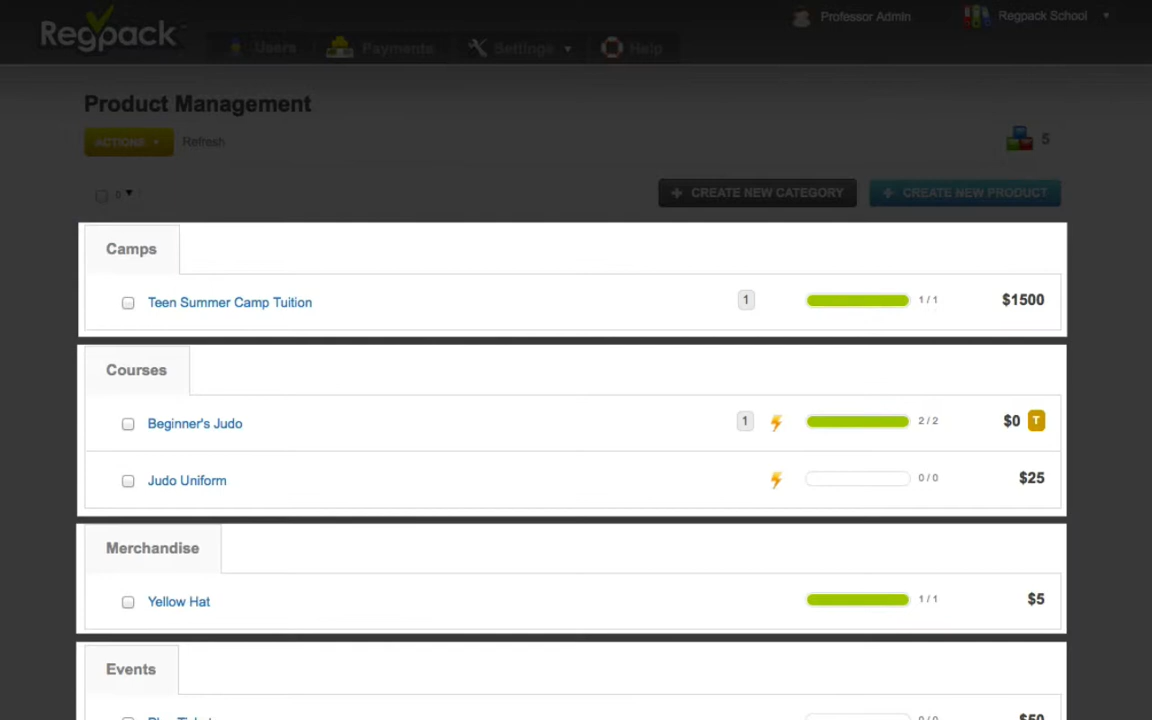 Regpack
Users Payments Settings Help
Professor Admin Regpack School
Product Management
ACTIONS Refresh 5
0 CREATE NEW CATEGORY CREATE NEW PRODUCT
Camps
Teen Summer Camp Tuition 1 1 / 1 $1500
Courses
Beginner's Judo 1 2 / 2 $0 T
Judo Uniform 0 / 0 $25
Merchandise
Yellow Hat 1 / 1 $5
Events